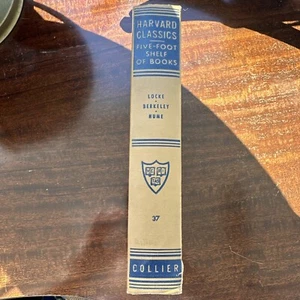 HARVARD
CLASSICS
FIVE-FOOT
SHELF
OF BOOKS
LOCKE
BERKELEY
HUME
37
COLLIER